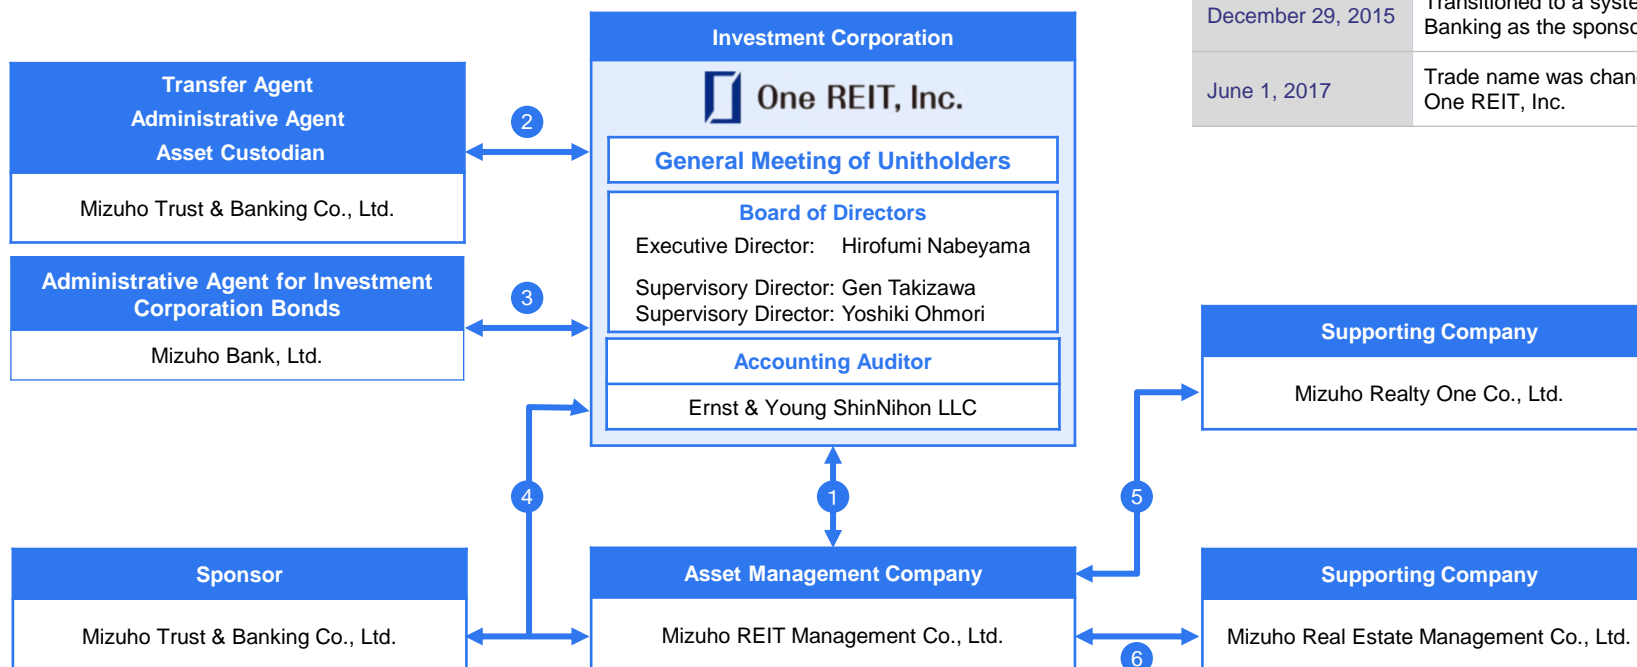 December 29, 2015
Transitioned to a syste
Banking as the sponso
June 1, 2017
Trade name was chan
One REIT, Inc.
Investment Corporation
One REIT, Inc.
General Meeting of Unitholders
Board of Directors
Executive Director: Hirofumi Nabeyama
Supervisory Director: Gen Takizawa
Supervisory Director: Yoshiki Ohmori
Accounting Auditor
Ernst & Young ShinNihon LLC
Transfer Agent
Administrative Agent
Asset Custodian
Mizuho Trust & Banking Co., Ltd.
2
Administrative Agent for Investment
Corporation Bonds
Mizuho Bank, Ltd.
3
Supporting Company
Mizuho Realty One Co., Ltd.
4
1
5
Sponsor
Mizuho Trust & Banking Co., Ltd.
Asset Management Company
Mizuho REIT Management Co., Ltd.
Supporting Company
Mizuho Real Estate Management Co., Ltd.
6